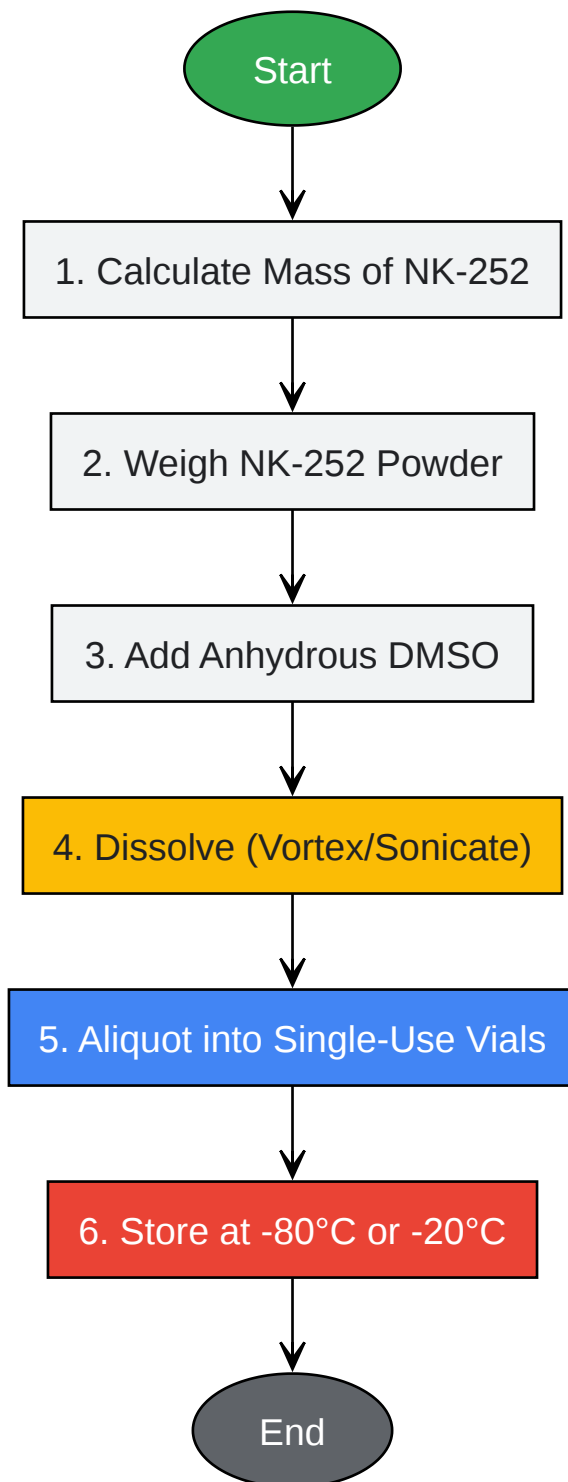 Start
1. Calculate Mass of NK-252
2. Weigh NK-252 Powder
3. Add Anhydrous DMSO
4. Dissolve (Vortex/Sonicate)
5. Aliquot into Single-Use Vials
6. Store at -80°C or -20°C
End